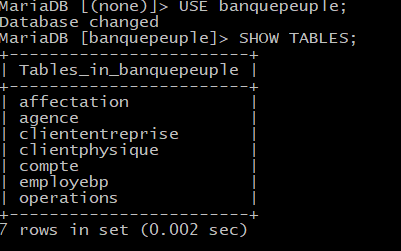 MariaDB [(none)]> USE banquepeuple;
Database changed
MariaDB [banquepeuple]> SHOW TABLES;
+------------------------+
| Tables_in_banquepeuple |
+------------------------+
| affectation            |
| agence                 |
| cliententreprise       |
| clientphysique         |
| compte                 |
| employebp              |
| operations             |
+------------------------+
7 rows in set (0.002 sec)